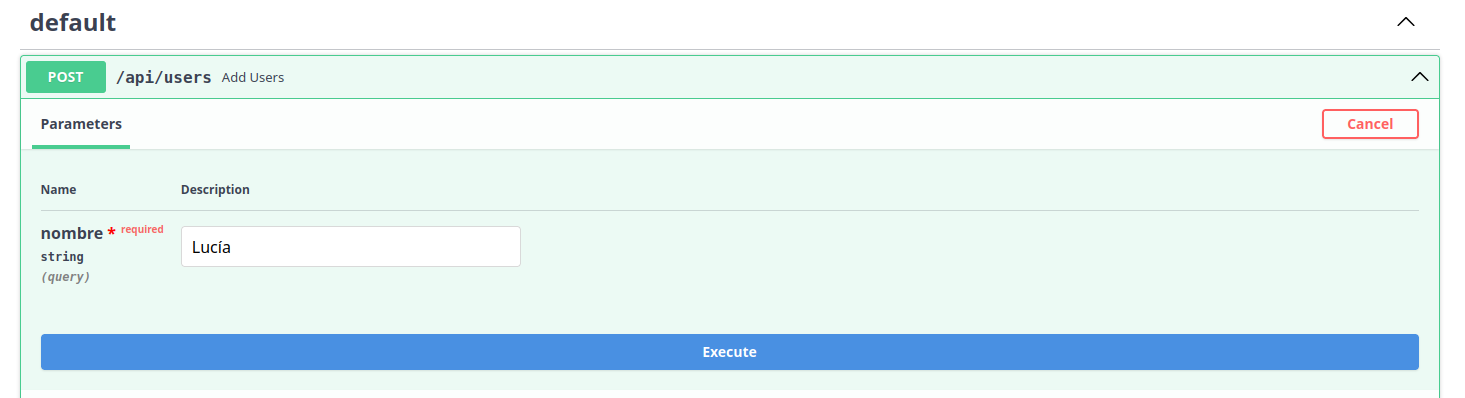 default
POST /api/users Add Users
Parameters Cancel
Name Description
nombre * required Lucía
string
(query)
Execute